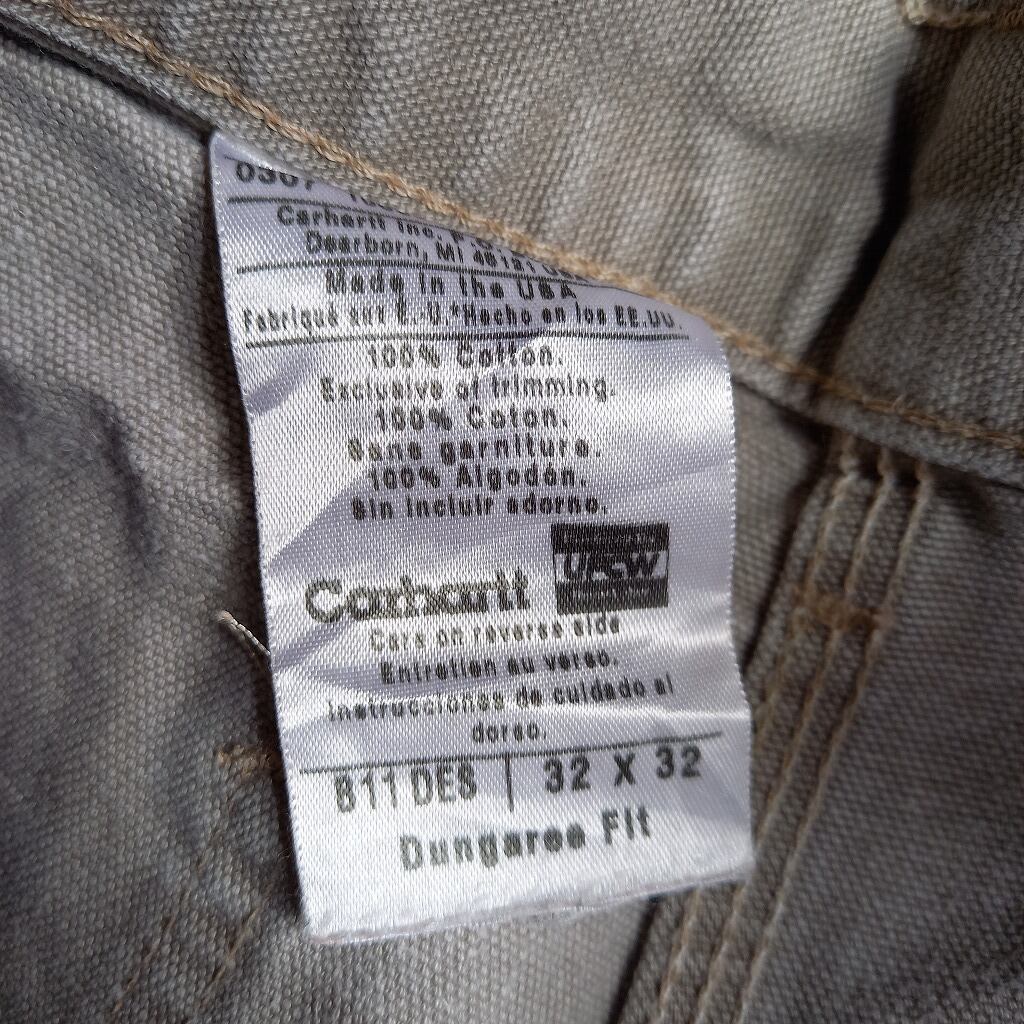 0307
Carhartt Inc.
Dearborn, MI 48121
Made in the USA
Fabriqué aux É.-U.*Hecho en los EE.UU.
100% Cotton.
Exclusive of trimming.
100% Coton.
Sans garniture.
100% Algodón.
Sin incluir adorno.
Carhartt
UFCW
Care on reverse side
Entretien au verso.
Instrucciones de cuidado al
dorso.
B11 DES | 32 X 32
Dungaree Fit